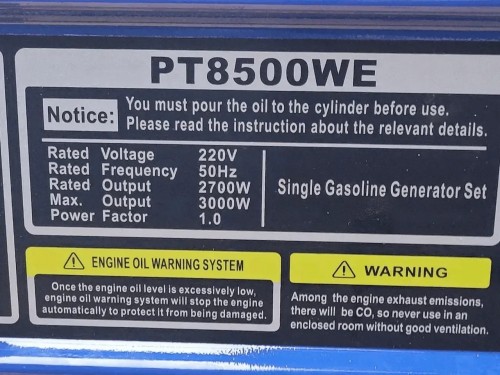 PT8500WE
Notice: You must pour the oil to the cylinder before use.
Please read the instruction about the relevant details.
Rated Voltage 220V
Rated Frequency 50Hz
Rated Output 2700W
Max. Output 3000W
Power Factor 1.0
Single Gasoline Generator Set
ENGINE OIL WARNING SYSTEM
Once the engine oil level is excessively low,
engine oil warning system will stop the engine
automatically to protect it from being damaged.
WARNING
Among the engine exhaust emissions,
there will be CO, so never use in an
enclosed room without good ventilation.